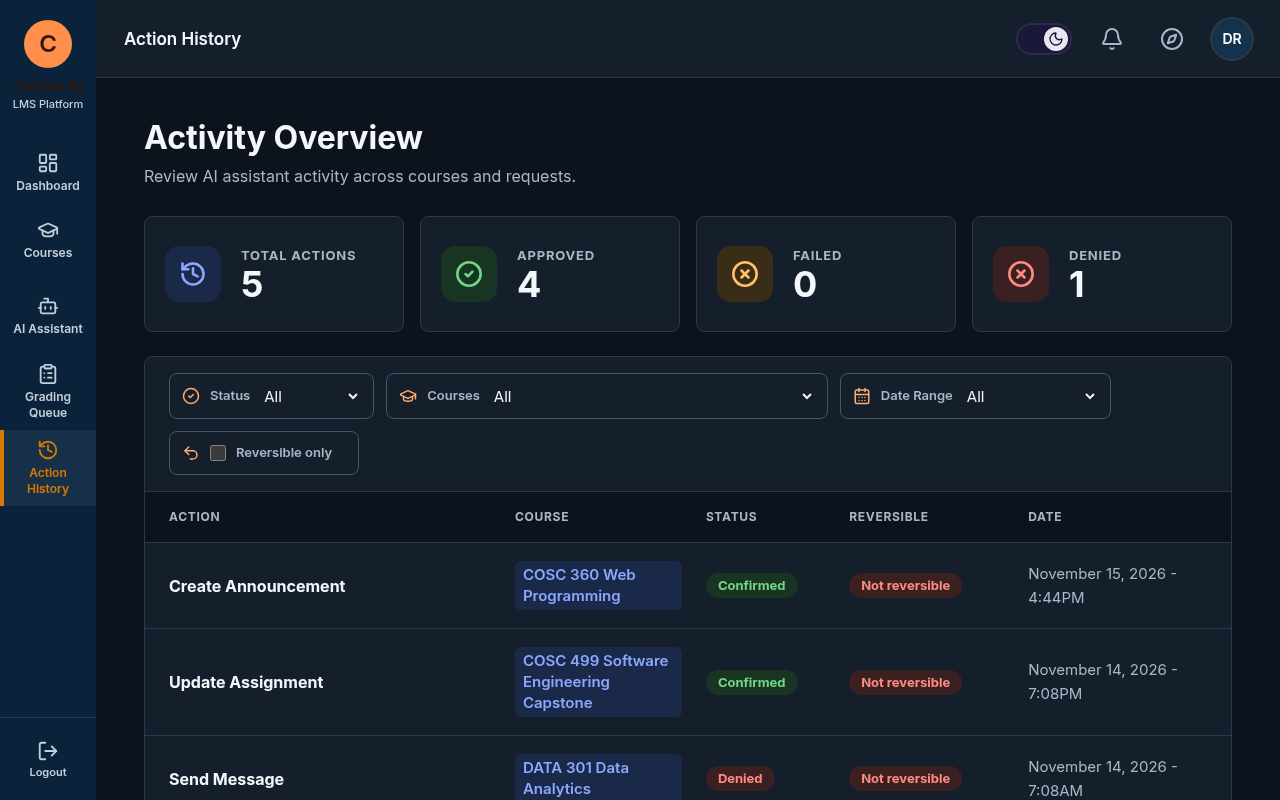 C
Canvas AI
LMS Platform
Dashboard
Courses
AI Assistant
Grading
Queue
Action
History
Logout
Action History
DR
Activity Overview
Review AI assistant activity across courses and requests.
TOTAL ACTIONS
5
APPROVED
4
FAILED
0
DENIED
1
Status All
Courses All
Date Range All
Reversible only
ACTION COURSE STATUS REVERSIBLE DATE
Create Announcement
COSC 360 Web
Programming
Confirmed
Not reversible
November 15, 2026 -
4:44PM
Update Assignment
COSC 499 Software
Engineering
Capstone
Confirmed
Not reversible
November 14, 2026 -
7:08PM
Send Message
DATA 301 Data
Analytics
Denied
Not reversible
November 14, 2026 -
7:08AM